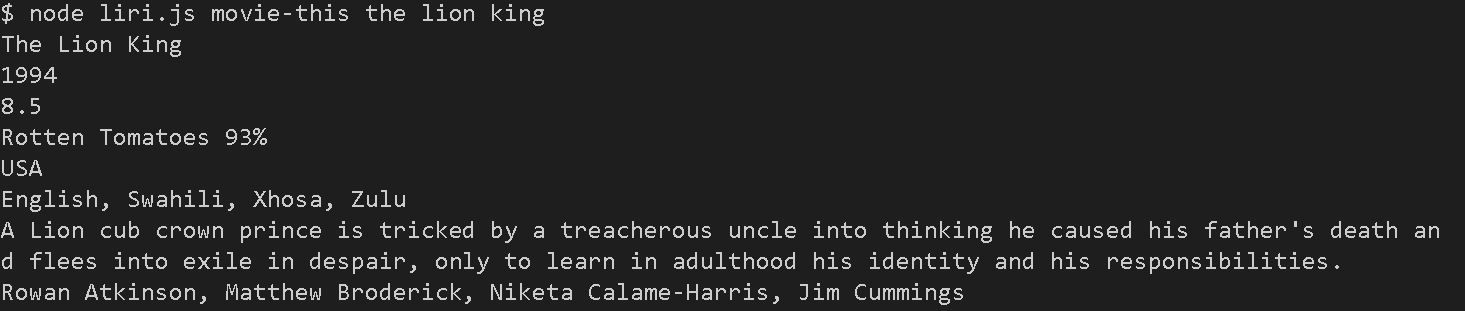 $ node liri.js movie-this the lion king
The Lion King
1994
8.5
Rotten Tomatoes 93%
USA
English, Swahili, Xhosa, Zulu
A Lion cub crown prince is tricked by a treacherous uncle into thinking he caused his father's death an
d flees into exile in despair, only to learn in adulthood his identity and his responsibilities.
Rowan Atkinson, Matthew Broderick, Niketa Calame-Harris, Jim Cummings